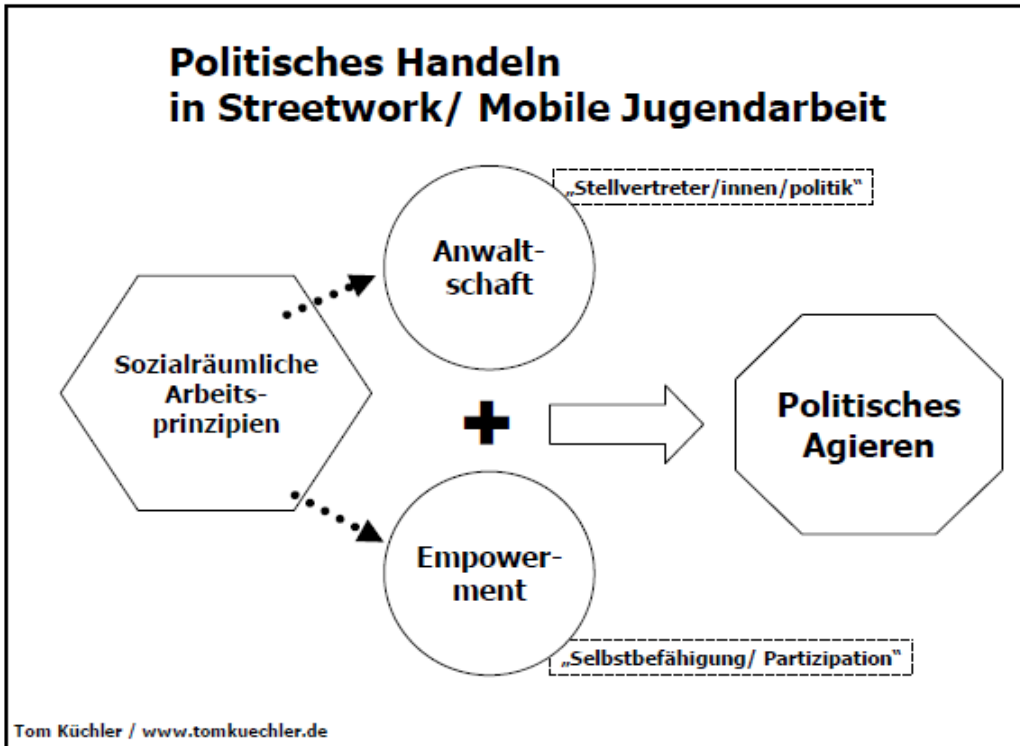 Politisches Handeln
in Streetwork/ Mobile Jugendarbeit
„Stellvertreter/innen/politik“
Anwalt-
schaft
Sozialräumliche
Arbeits-
prinzipien
+
Politisches
Agieren
Empower-
ment
„Selbstbefähigung/ Partizipation“
Tom Küchler / www.tomkuechler.de